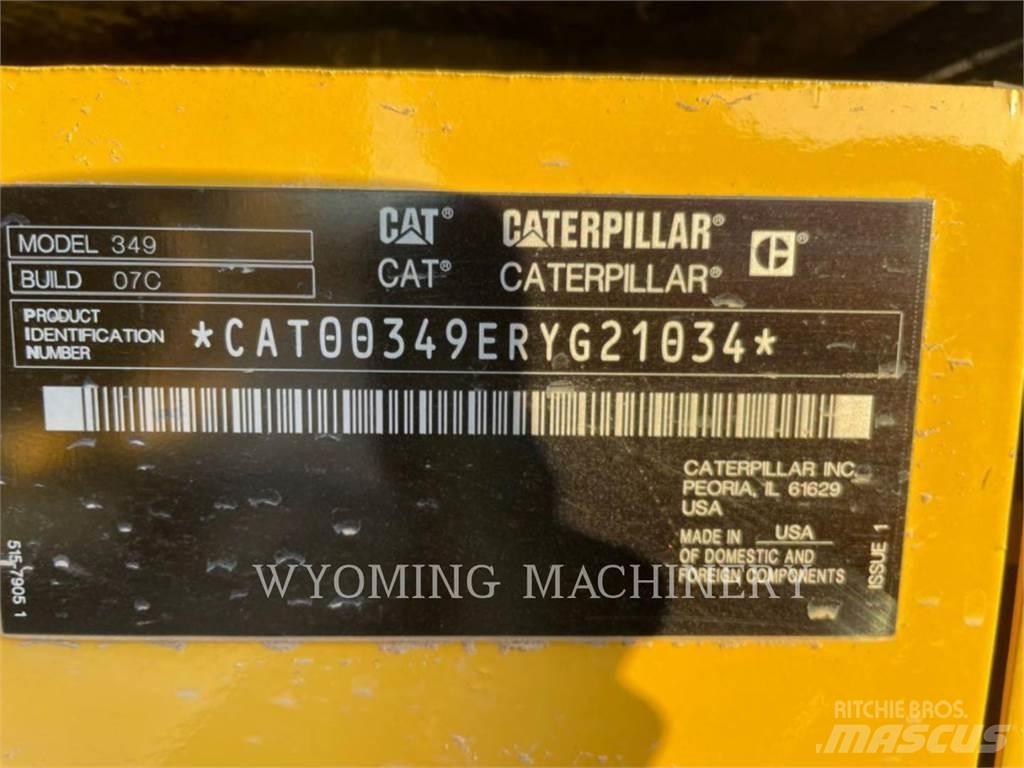 MODEL 349
BUILD 07C
CAT® CATERPILLAR®
CAT® CATERPILLAR®
PRODUCT
IDENTIFICATION
NUMBER
*CAT00349ERYG21034*
CATERPILLAR INC.
PEORIA, IL 61629
USA
MADE IN USA
OF DOMESTIC AND
FOREIGN COMPONENTS
ISSUE 1
515-7905 1
WYOMING MACHINERY
RITCHIE BROS.
MASCUS